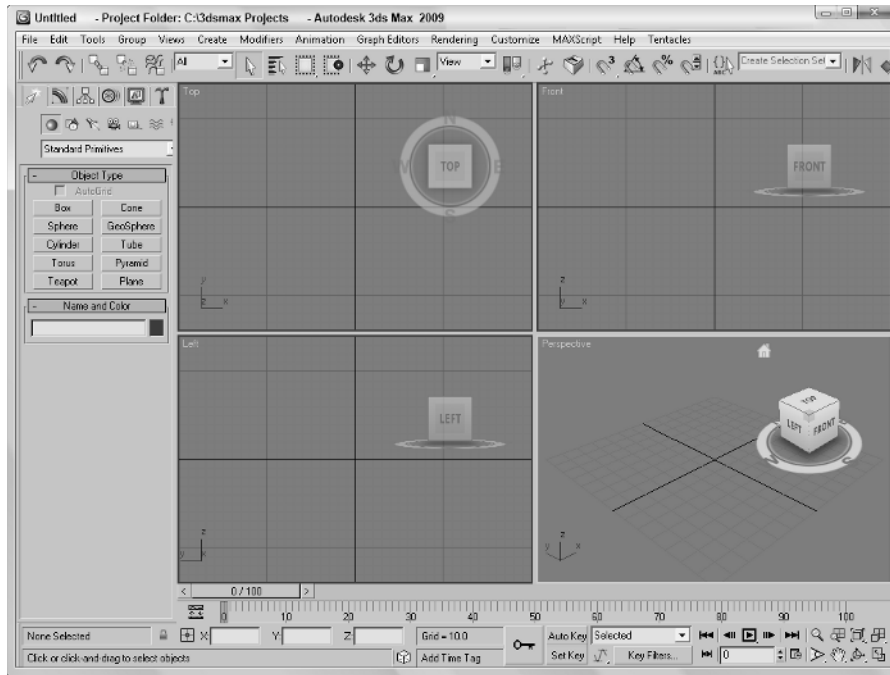 Untitled - Project Folder: C:\3dsmax Projects - Autodesk 3ds Max 2009
File Edit Tools Group Views Create Modifiers Animation Graph Editors Rendering Customize MAXScript Help Tentacles
All View 3 % ABC Create Selection Set
Standard Primitives
- Object Type
AutoGrid
Box Cone
Sphere GeoSphere
Cylinder Tube
Torus Pyramid
Teapot Plane
- Name and Color
Top
N
W TOP E
S
y
z x
Front
FRONT
z
y x
Left
LEFT
z
y x
Perspective
TOP
LEFT FRONT
W S
z
y x
< 0 / 100 >
0 10 20 30 40 50 60 70 80 90 100
None Selected X: Y: Z: Grid = 10.0 Auto Key Selected
Click or click-and-drag to select objects Add Time Tag Set Key Key Filters... 0